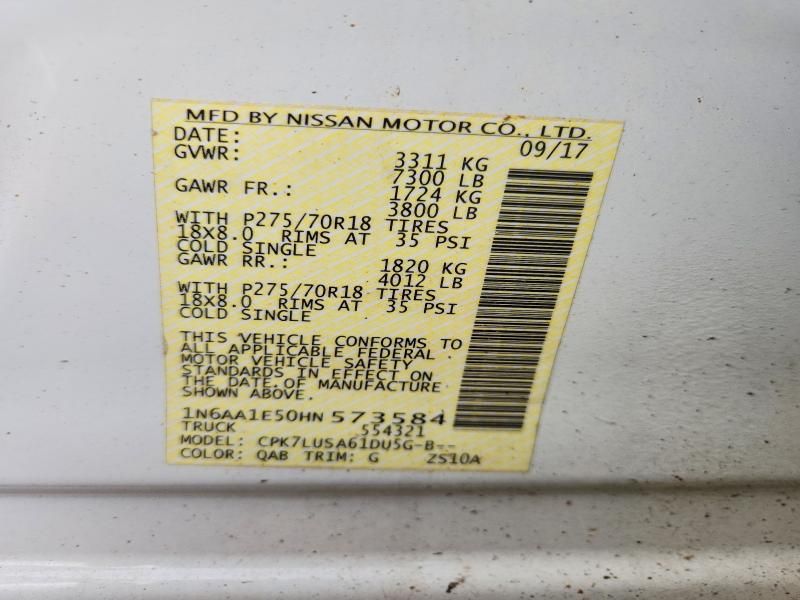 MFD BY NISSAN MOTOR CO., LTD.
DATE: 09/17
GVWR: 3311 KG
7300 LB
GAWR FR.: 1724 KG
3800 LB
WITH P275/70R18 TIRES
18X8.0 RIMS AT 35 PSI
COLD SINGLE
GAWR RR.: 1820 KG
4012 LB
WITH P275/70R18 TIRES
18X8.0 RIMS AT 35 PSI
COLD SINGLE
THIS VEHICLE CONFORMS TO
ALL APPLICABLE FEDERAL
MOTOR VEHICLE SAFETY
STANDARDS IN EFFECT ON
THE DATE OF MANUFACTURE
SHOWN ABOVE.
1N6AA1E50HN 573584
TRUCK 554321
MODEL: CPK7LUSA61DU5G-B--
COLOR: QAB TRIM: G ZS10A